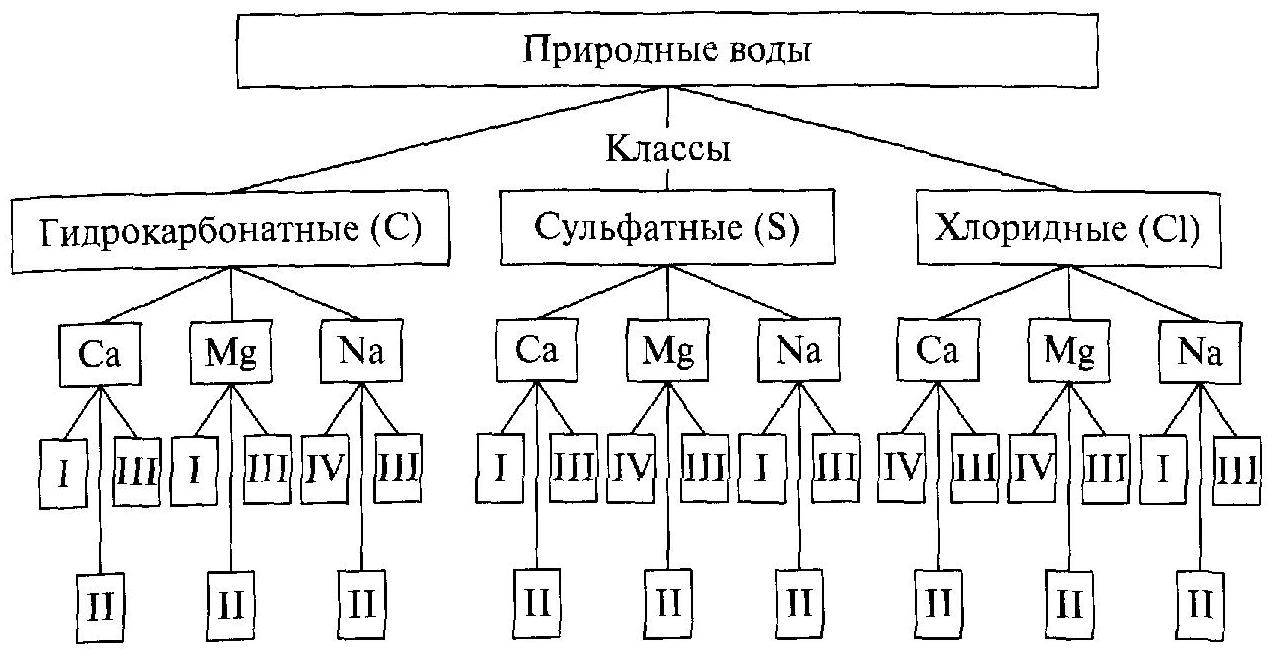 Природные воды
Классы
Гидрокарбонатные (C) Сульфатные (S) Хлоридные (Cl)
Ca Mg Na Ca Mg Na Ca Mg Na
I III I III IV III I III IV III I III IV III IV III I III
II II II II II II II II II